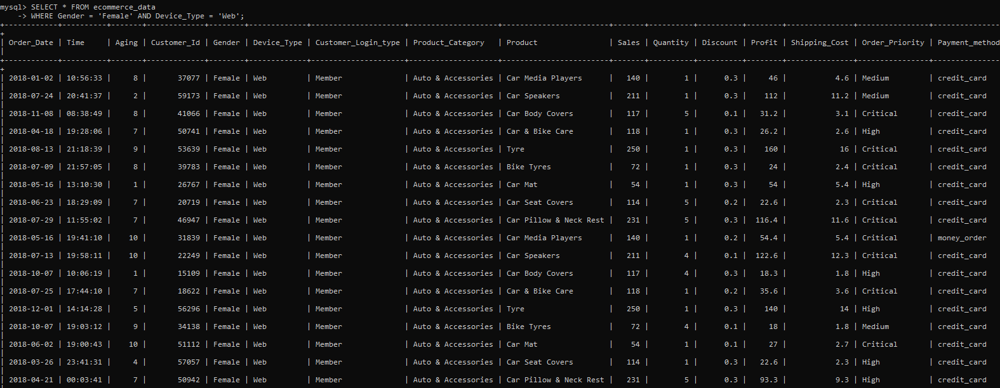 mysql> SELECT * FROM ecommerce_data
    -> WHERE Gender = 'Female' AND Device_Type = 'Web';
+------------+----------+-------+-------------+--------+-------------+---------------------+--------------------+------------------------+-------+----------+----------+--------+---------------+----------------+---------------
+
| Order_Date | Time     | Aging | Customer_Id | Gender | Device_Type | Customer_Login_type | Product_Category   | Product                | Sales | Quantity | Discount | Profit | Shipping_Cost | Order_Priority | Payment_method
|
+------------+----------+-------+-------------+--------+-------------+---------------------+--------------------+------------------------+-------+----------+----------+--------+---------------+----------------+---------------
+
| 2018-01-02 | 10:56:33 |     8 |       37077 | Female | Web         | Member              | Auto & Accessories | Car Media Players      |   140 |        1 |      0.3 |     46 |           4.6 | Medium         | credit_card
|
| 2018-07-24 | 20:41:37 |     2 |       59173 | Female | Web         | Member              | Auto & Accessories | Car Speakers           |   211 |        1 |      0.3 |    112 |          11.2 | Medium         | credit_card
|
| 2018-11-08 | 08:38:49 |     8 |       41066 | Female | Web         | Member              | Auto & Accessories | Car Body Covers        |   117 |        5 |      0.1 |   31.2 |           3.1 | Critical       | credit_card
|
| 2018-04-18 | 19:28:06 |     7 |       50741 | Female | Web         | Member              | Auto & Accessories | Car & Bike Care        |   118 |        1 |      0.3 |   26.2 |           2.6 | High           | credit_card
|
| 2018-08-13 | 21:18:39 |     9 |       53639 | Female | Web         | Member              | Auto & Accessories | Tyre                   |   250 |        1 |      0.3 |    160 |            16 | Critical       | credit_card
|
| 2018-07-09 | 21:57:05 |     8 |       39783 | Female | Web         | Member              | Auto & Accessories | Bike Tyres             |    72 |        1 |      0.3 |     24 |           2.4 | Critical       | credit_card
|
| 2018-05-16 | 13:10:30 |     1 |       26767 | Female | Web         | Member              | Auto & Accessories | Car Mat                |    54 |        1 |      0.3 |     54 |           5.4 | High           | credit_card
|
| 2018-06-23 | 18:29:09 |     7 |       20719 | Female | Web         | Member              | Auto & Accessories | Car Seat Covers        |   114 |        5 |      0.2 |   22.6 |           2.3 | Critical       | credit_card
|
| 2018-07-29 | 11:55:02 |     7 |       46947 | Female | Web         | Member              | Auto & Accessories | Car Pillow & Neck Rest |   231 |        5 |      0.3 |  116.4 |          11.6 | Critical       | credit_card
|
| 2018-05-16 | 19:41:10 |    10 |       31839 | Female | Web         | Member              | Auto & Accessories | Car Media Players      |   140 |        1 |      0.2 |   54.4 |           5.4 | Critical       | money_order
|
| 2018-07-13 | 19:58:11 |    10 |       22249 | Female | Web         | Member              | Auto & Accessories | Car Speakers           |   211 |        4 |      0.1 |  122.6 |          12.3 | Critical       | credit_card
|
| 2018-10-07 | 10:06:19 |     1 |       15109 | Female | Web         | Member              | Auto & Accessories | Car Body Covers        |   117 |        4 |      0.3 |   18.3 |           1.8 | High           | credit_card
|
| 2018-07-25 | 17:44:10 |     7 |       18622 | Female | Web         | Member              | Auto & Accessories | Car & Bike Care        |   118 |        1 |      0.2 |   35.6 |           3.6 | Critical       | credit_card
|
| 2018-12-01 | 14:14:28 |     5 |       56296 | Female | Web         | Member              | Auto & Accessories | Tyre                   |   250 |        1 |      0.3 |    140 |            14 | High           | credit_card
|
| 2018-10-07 | 19:03:12 |     9 |       34138 | Female | Web         | Member              | Auto & Accessories | Bike Tyres             |    72 |        4 |      0.1 |     18 |           1.8 | Medium         | credit_card
|
| 2018-06-02 | 19:00:43 |    10 |       51112 | Female | Web         | Member              | Auto & Accessories | Car Mat                |    54 |        1 |      0.1 |     27 |           2.7 | Critical       | credit_card
|
| 2018-03-26 | 23:41:31 |     4 |       57057 | Female | Web         | Member              | Auto & Accessories | Car Seat Covers        |   114 |        1 |      0.3 |   22.6 |           2.3 | High           | credit_card
|
| 2018-04-21 | 00:03:41 |     7 |       50942 | Female | Web         | Member              | Auto & Accessories | Car Pillow & Neck Rest |   231 |        5 |      0.3 |   93.3 |           9.3 | High           | credit_card
|